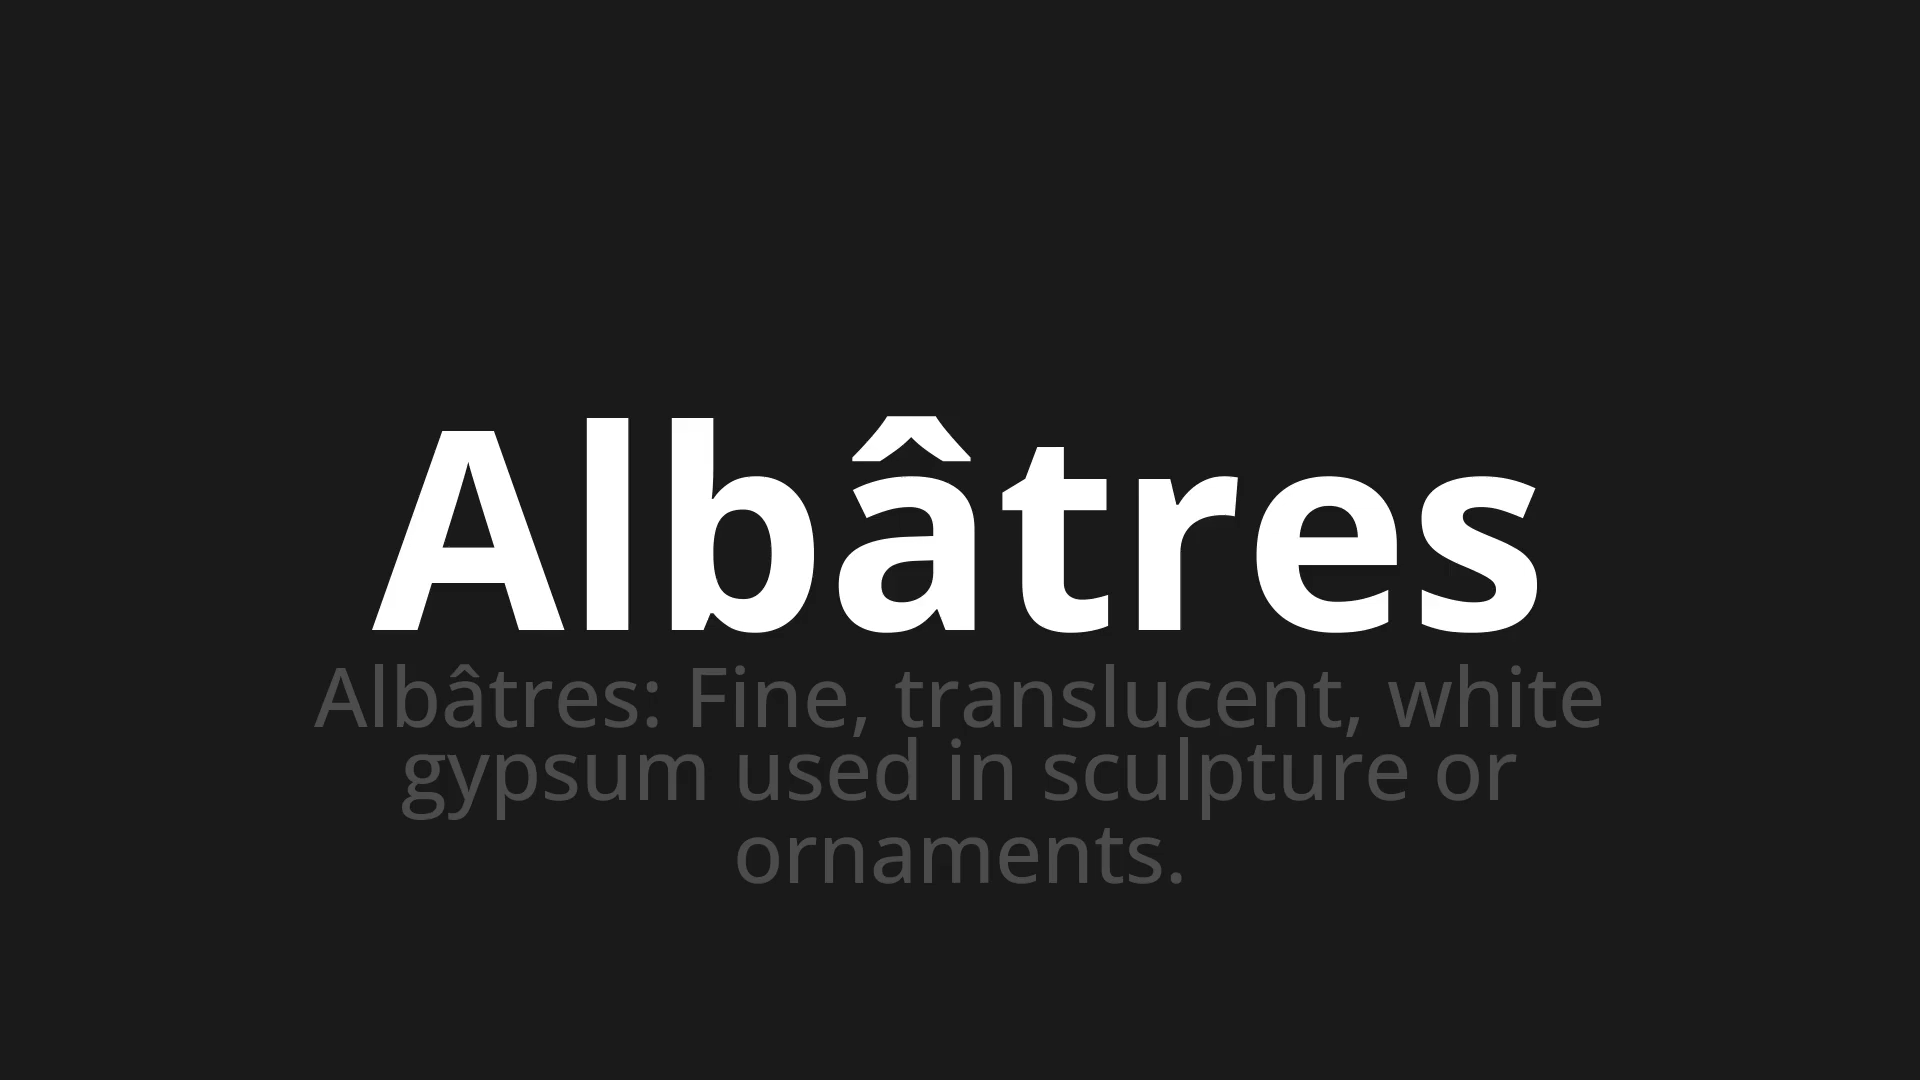 Albâtres
Albâtres: Fine, translucent, white
gypsum used in sculpture or
ornaments.